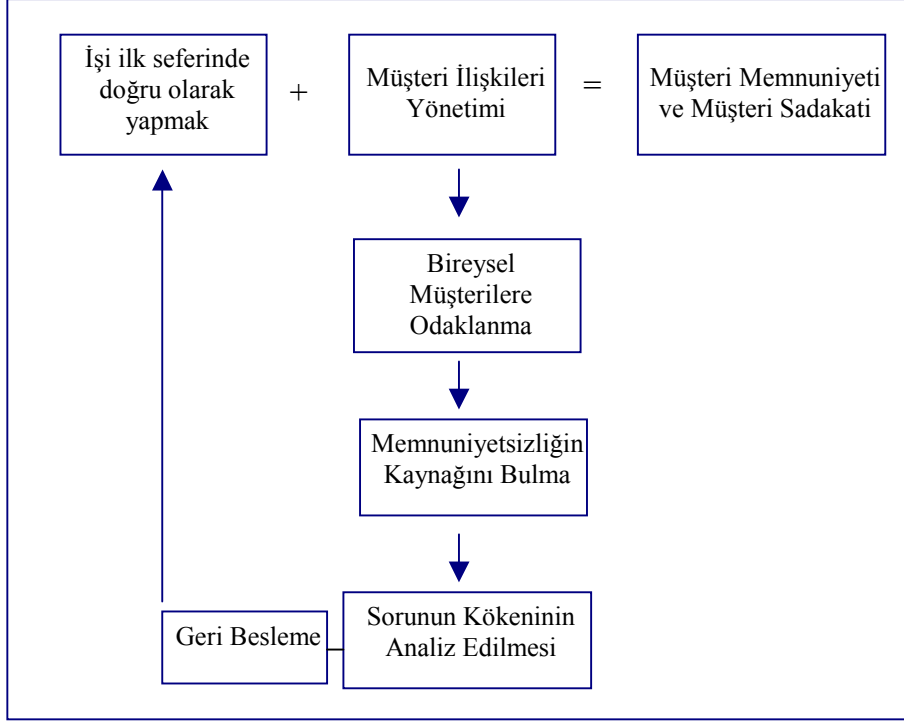 İşi ilk seferinde
doğru olarak
yapmak
+
Müşteri İlişkileri
Yönetimi
=
Müşteri Memnuniyeti
ve Müşteri Sadakati
Bireysel
Müşterilere
Odaklanma
Memnuniyetsizliğin
Kaynağını Bulma
Sorunun Kökeninin
Analiz Edilmesi
Geri Besleme